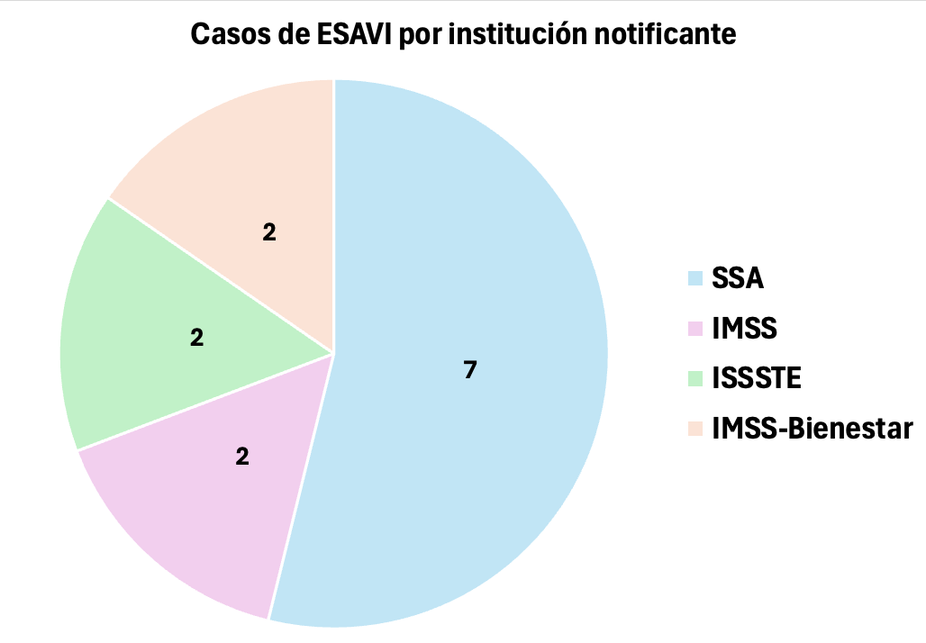 Casos de ESAVI por institución notificante
2
2
7
2
SSA
IMSS
ISSSTE
IMSS-Bienestar